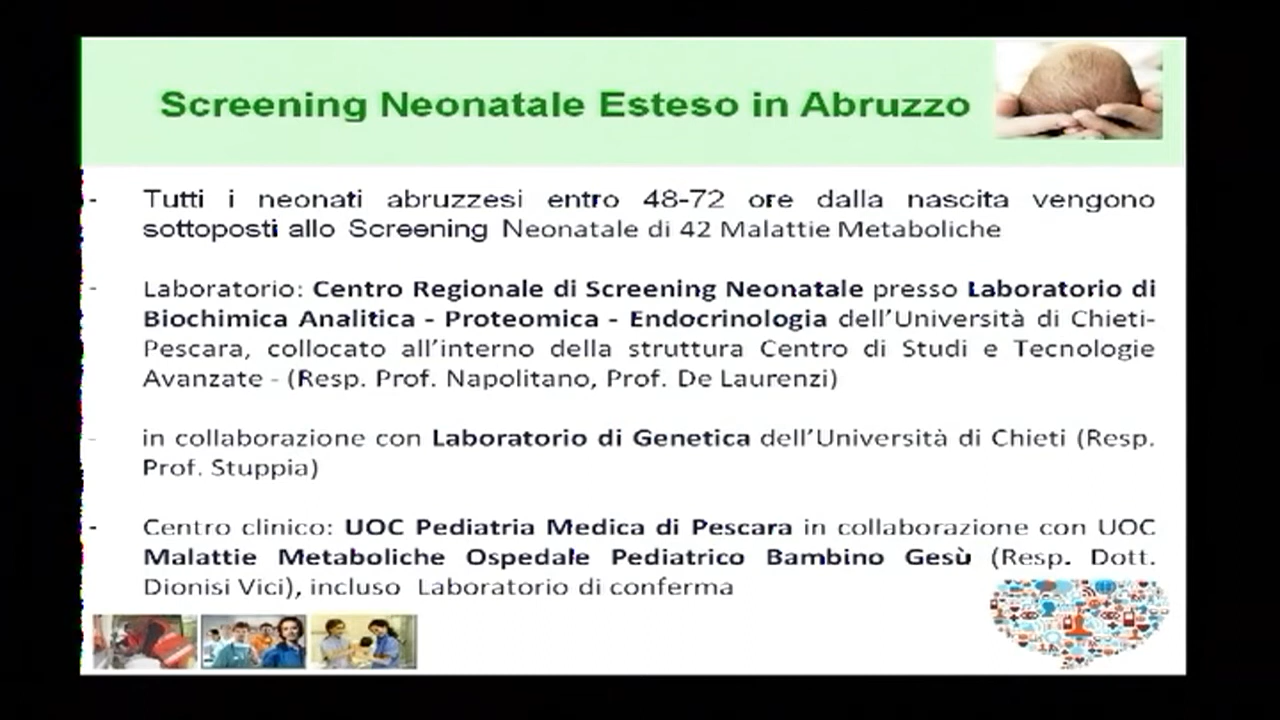 Screening Neonatale Esteso in Abruzzo
- Tutti i neonati abruzzesi entro 48-72 ore dalla nascita vengono
sottoposti allo Screening Neonatale di 42 Malattie Metaboliche
- Laboratorio: Centro Regionale di Screening Neonatale presso Laboratorio di
Biochimica Analitica - Proteomica - Endocrinologia dell'Università di Chieti-
Pescara, collocato all'interno della struttura Centro di Studi e Tecnologie
Avanzate - (Resp. Prof. Napolitano, Prof. De Laurenzi)
- in collaborazione con Laboratorio di Genetica dell'Università di Chieti (Resp.
Prof. Stuppia)
- Centro clinico: UOC Pediatria Medica di Pescara in collaborazione con UOC
Malattie Metaboliche Ospedale Pediatrico Bambino Gesù (Resp. Dott.
Dionisi Vici), incluso Laboratorio di conferma